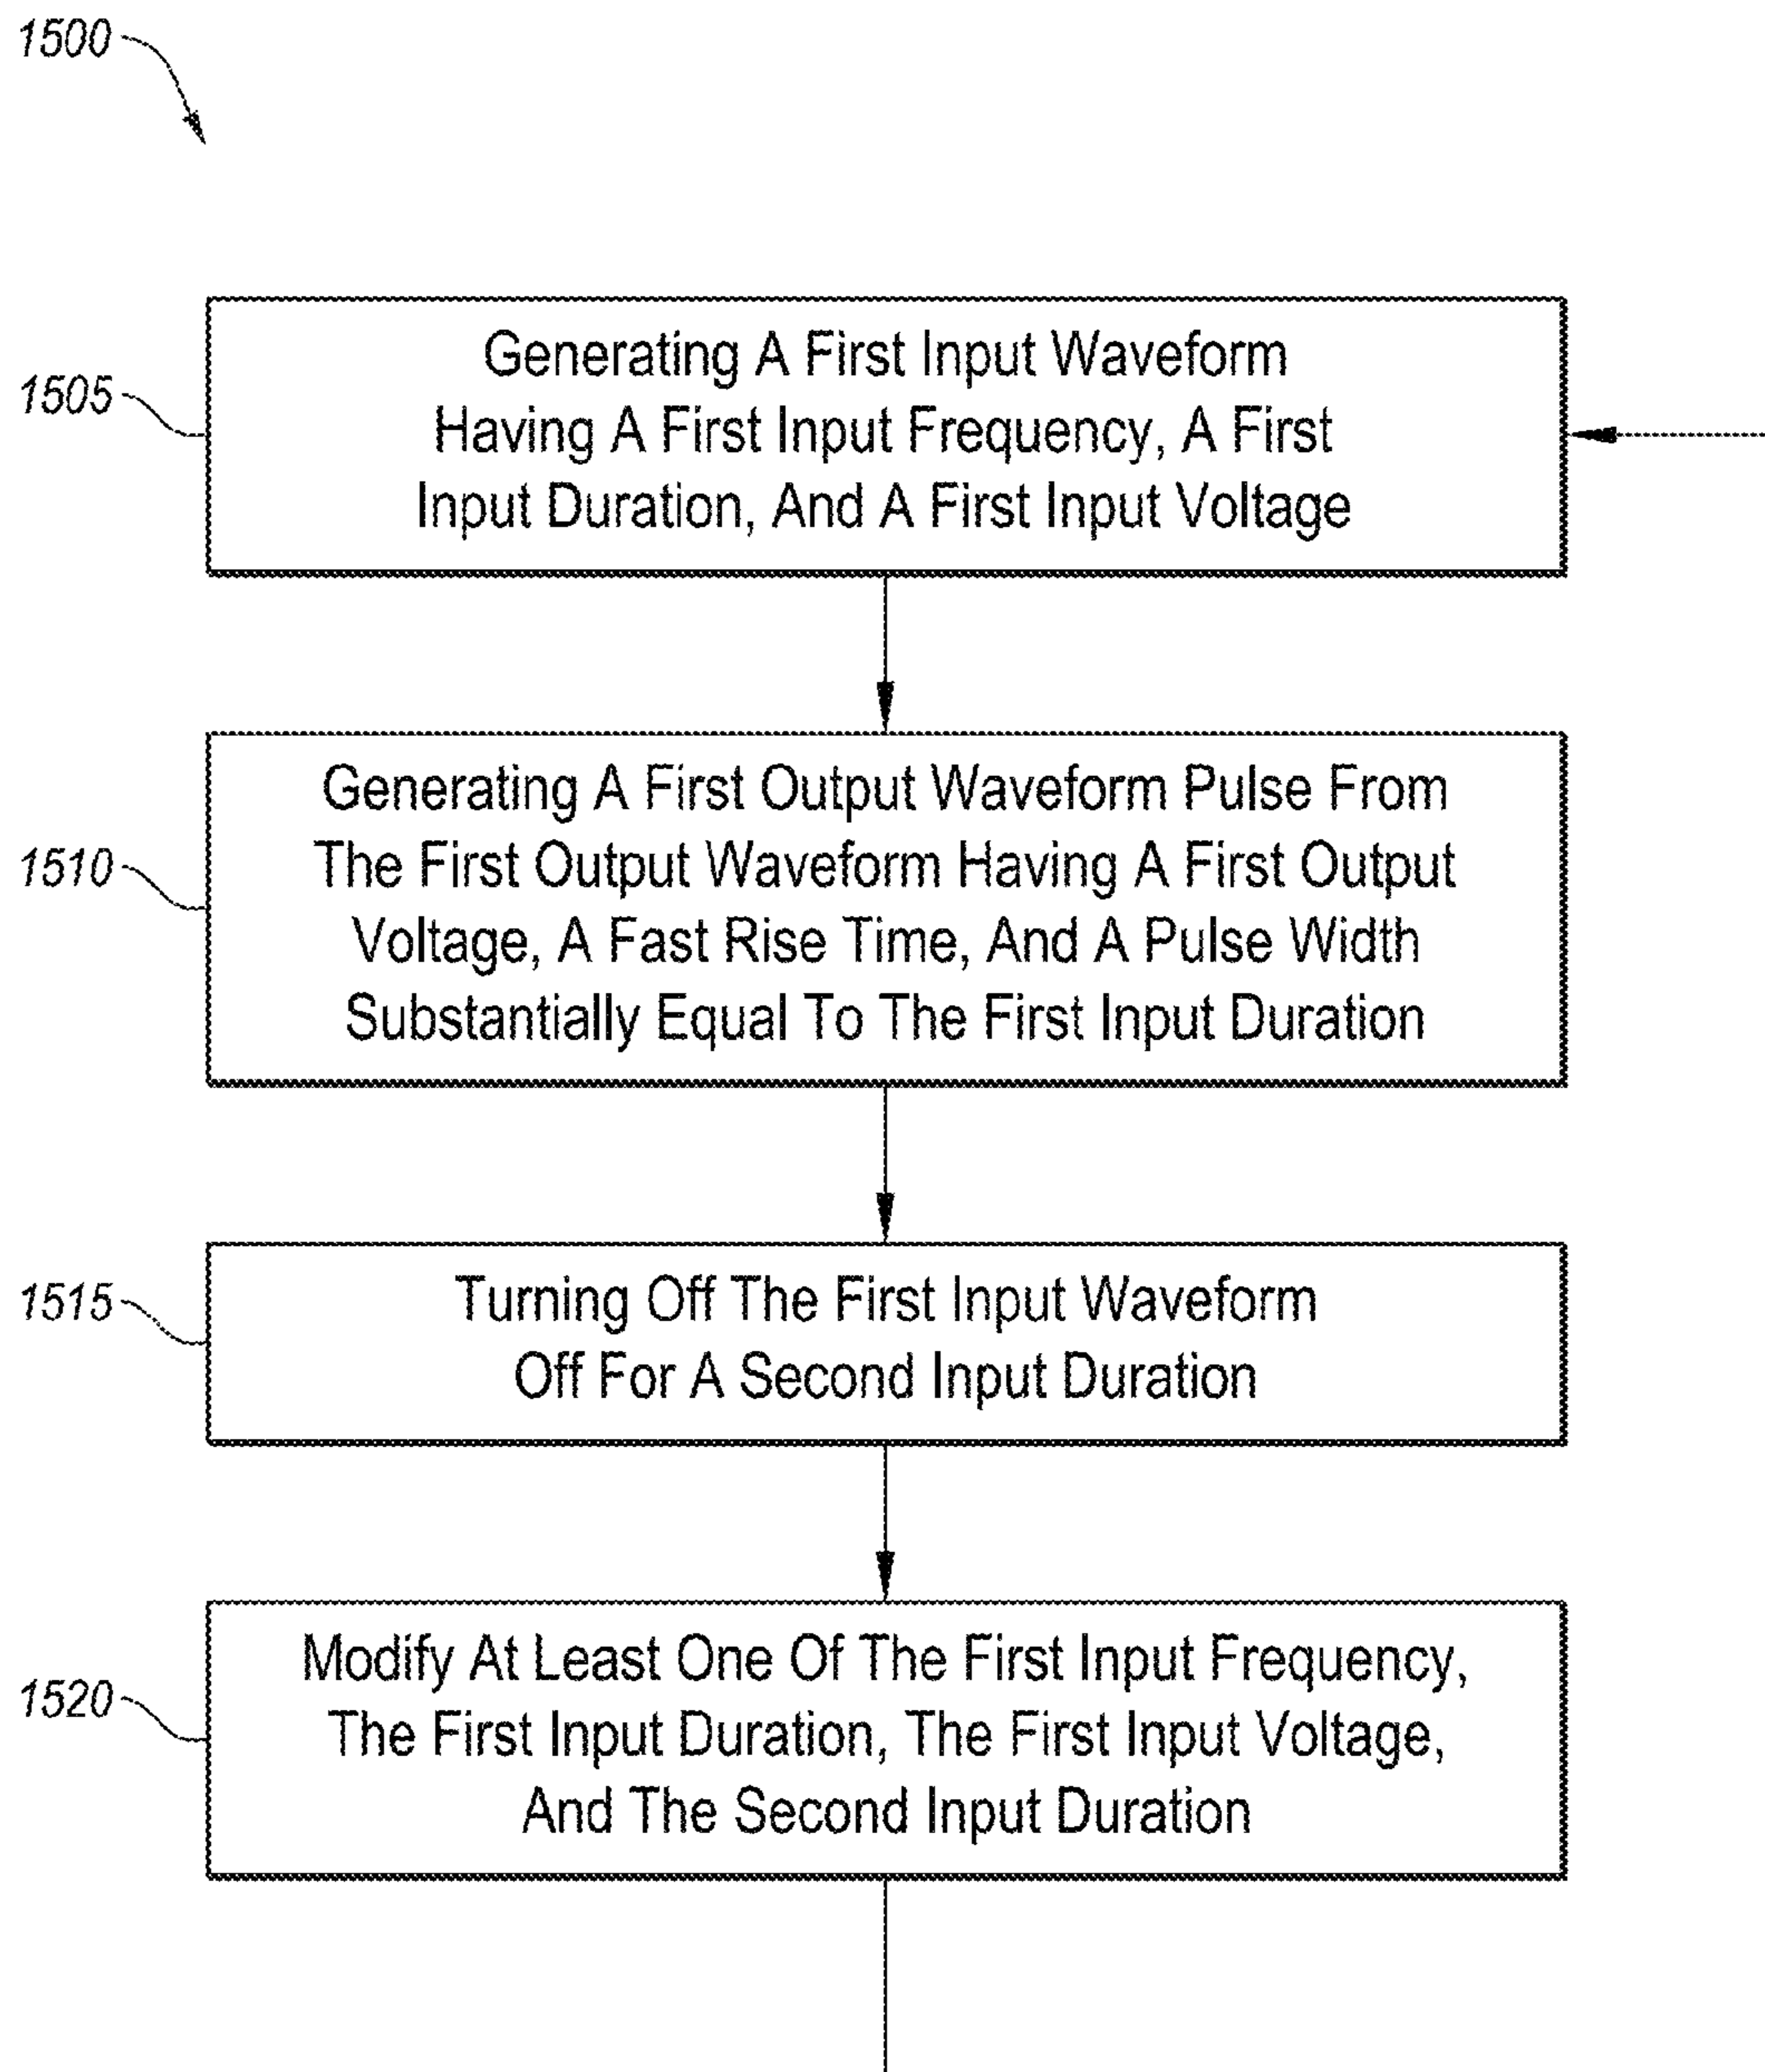 1500
1505
Generating A First Input Waveform
Having A First Input Frequency, A First
Input Duration, And A First Input Voltage
1510
Generating A First Output Waveform Pulse From
The First Output Waveform Having A First Output
Voltage, A Fast Rise Time, And A Pulse Width
Substantially Equal To The First Input Duration
1515
Turning Off The First Input Waveform
Off For A Second Input Duration
1520
Modify At Least One Of The First Input Frequency,
The First Input Duration, The First Input Voltage,
And The Second Input Duration